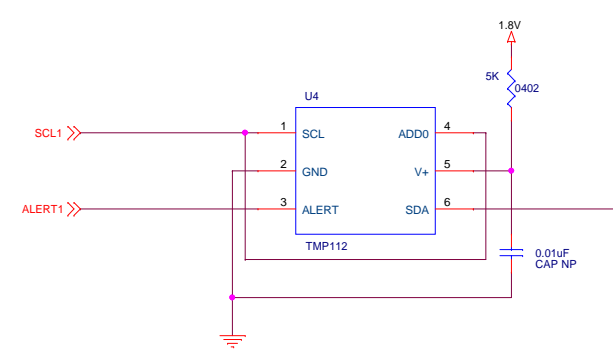 1.8V
5K
0402
U4
SCL1
1
SCL
ADD0
4
2
GND
V+
5
ALERT1
3
ALERT
SDA
6
TMP112
0.01uF
CAP NP